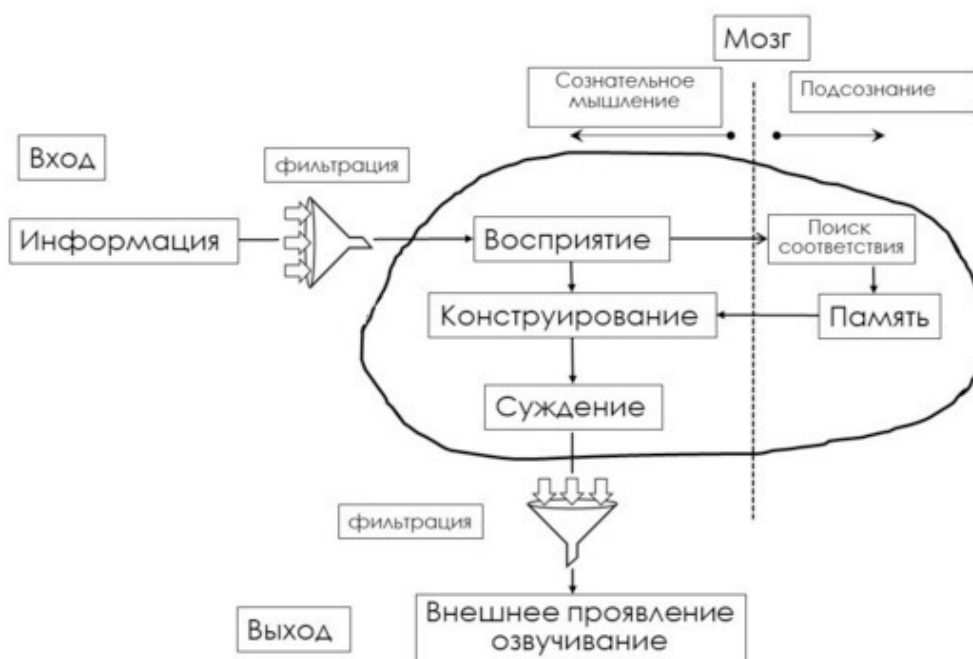 Мозг
Сознательное
мышление
Подсознание
Вход
фильтрация
Информация
Восприятие
Поиск
соответствия
Конструирование
Память
Суждение
фильтрация
Выход
Внешнее проявление
озвучивание